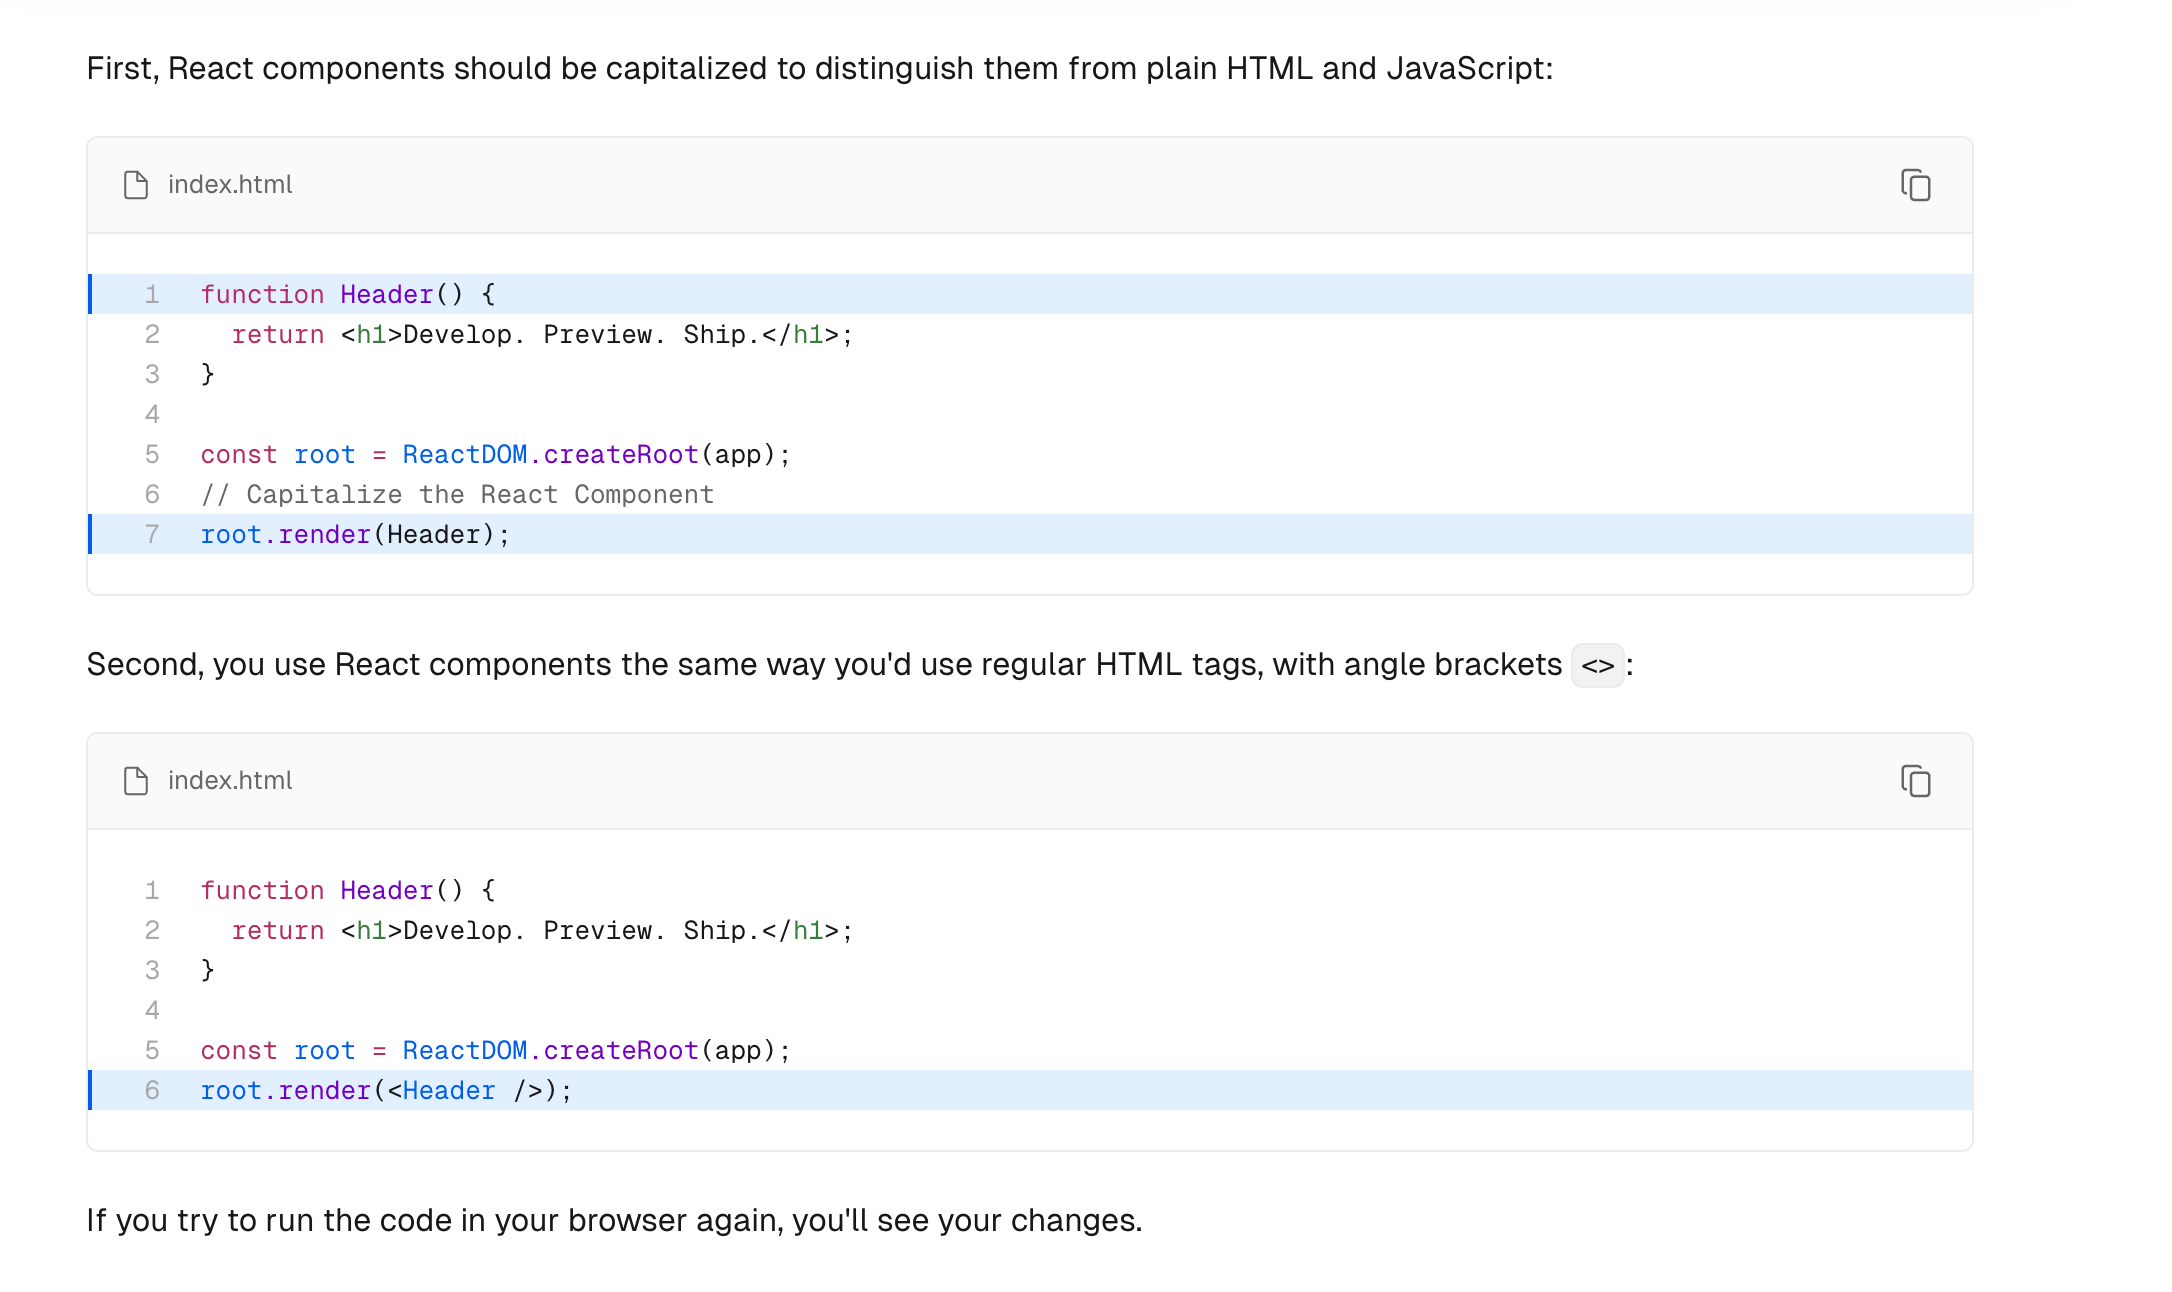 First, React components should be capitalized to distinguish them from plain HTML and JavaScript:
index.html
1 function Header() {
2   return <h1>Develop. Preview. Ship.</h1>;
3 }
4
5 const root = ReactDOM.createRoot(app);
6 // Capitalize the React Component
7 root.render(Header);
Second, you use React components the same way you'd use regular HTML tags, with angle brackets <>:
index.html
1 function Header() {
2   return <h1>Develop. Preview. Ship.</h1>;
3 }
4
5 const root = ReactDOM.createRoot(app);
6 root.render(<Header />);
If you try to run the code in your browser again, you'll see your changes.